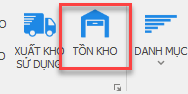 XUẤT KHO
SỬ DỤNG
TỒN KHO
DANH MỤC